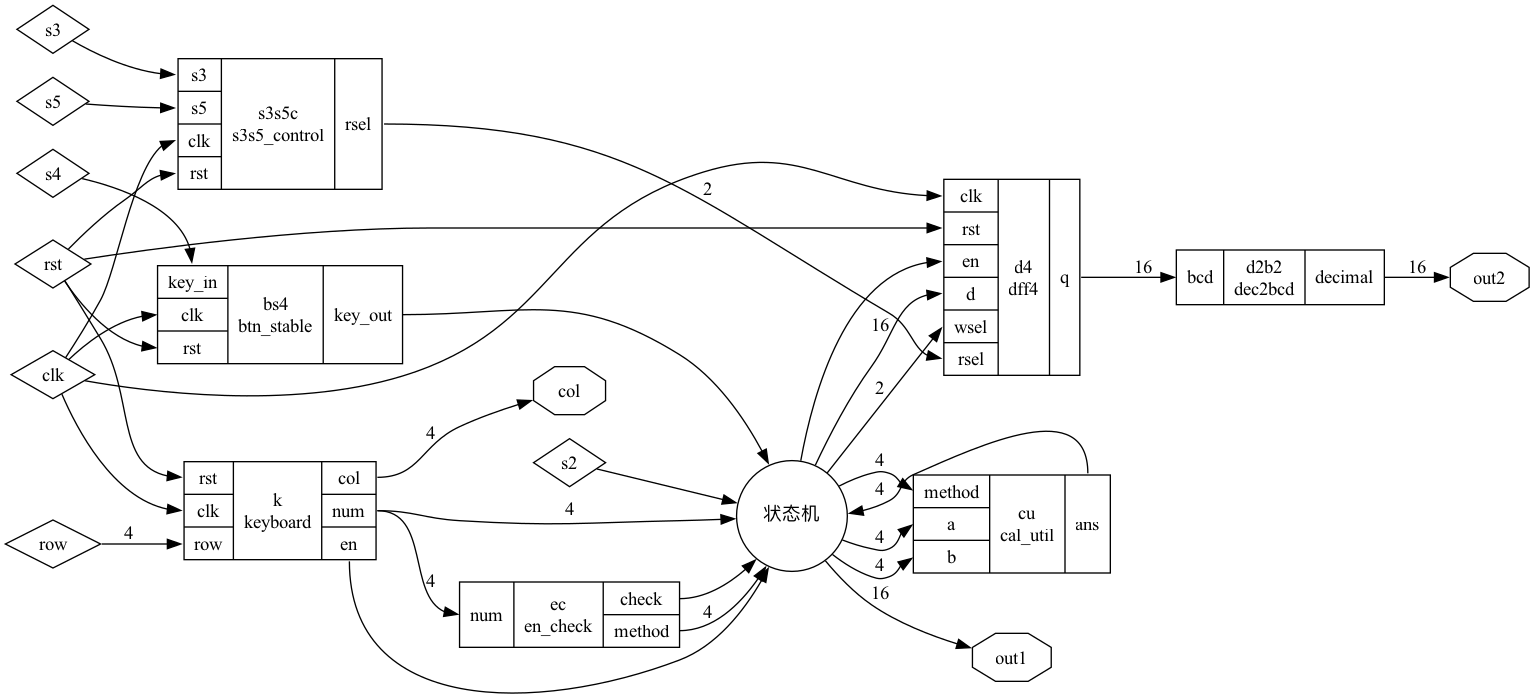 s3
s5
s4
rst
clk
row
4
s3
s5
clk
rst
s3s5c
s3s5_control
rsel
key_in
clk
rst
bs4
btn_stable
key_out
rst
clk
row
k
keyboard
col
num
en
4
col
s2
4
4
num
ec
en_check
check
method
4
2
状态机
16
2
4
4
4
4
16
clk
rst
en
d
wsel
rsel
d4
dff4
q
method
a
b
cu
cal_util
ans
out1
16
bcd
d2b2
dec2bcd
decimal
16
out2